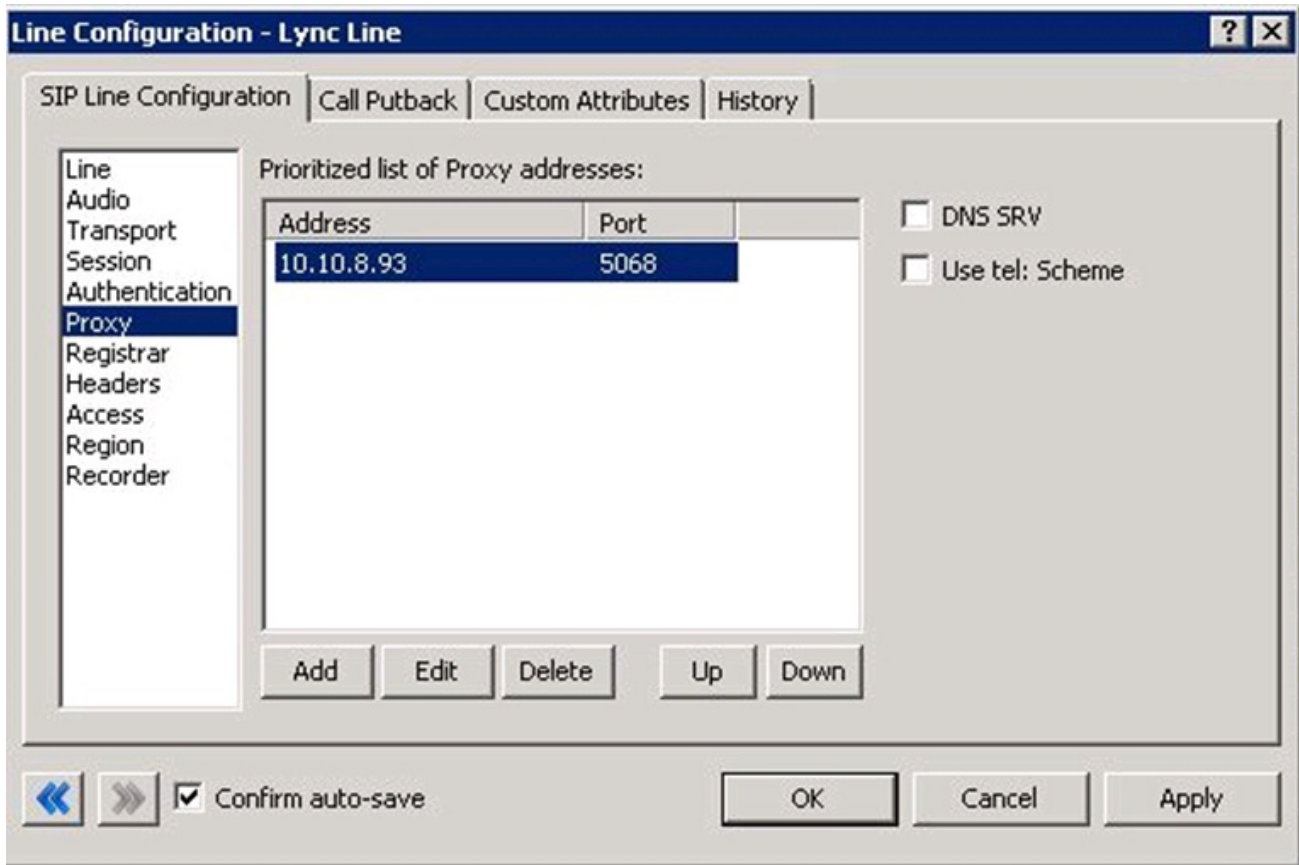 Line Configuration - Lync Line
SIP Line Configuration Call Putback Custom Attributes History
Line
Audio
Transport
Session
Authentication
Proxy
Registrar
Headers
Access
Region
Recorder
Prioritized list of Proxy addresses:
Address Port
10.10.8.93 5068
DNS SRV
Use tel: Scheme
Add Edit Delete Up Down
Confirm auto-save
OK Cancel Apply